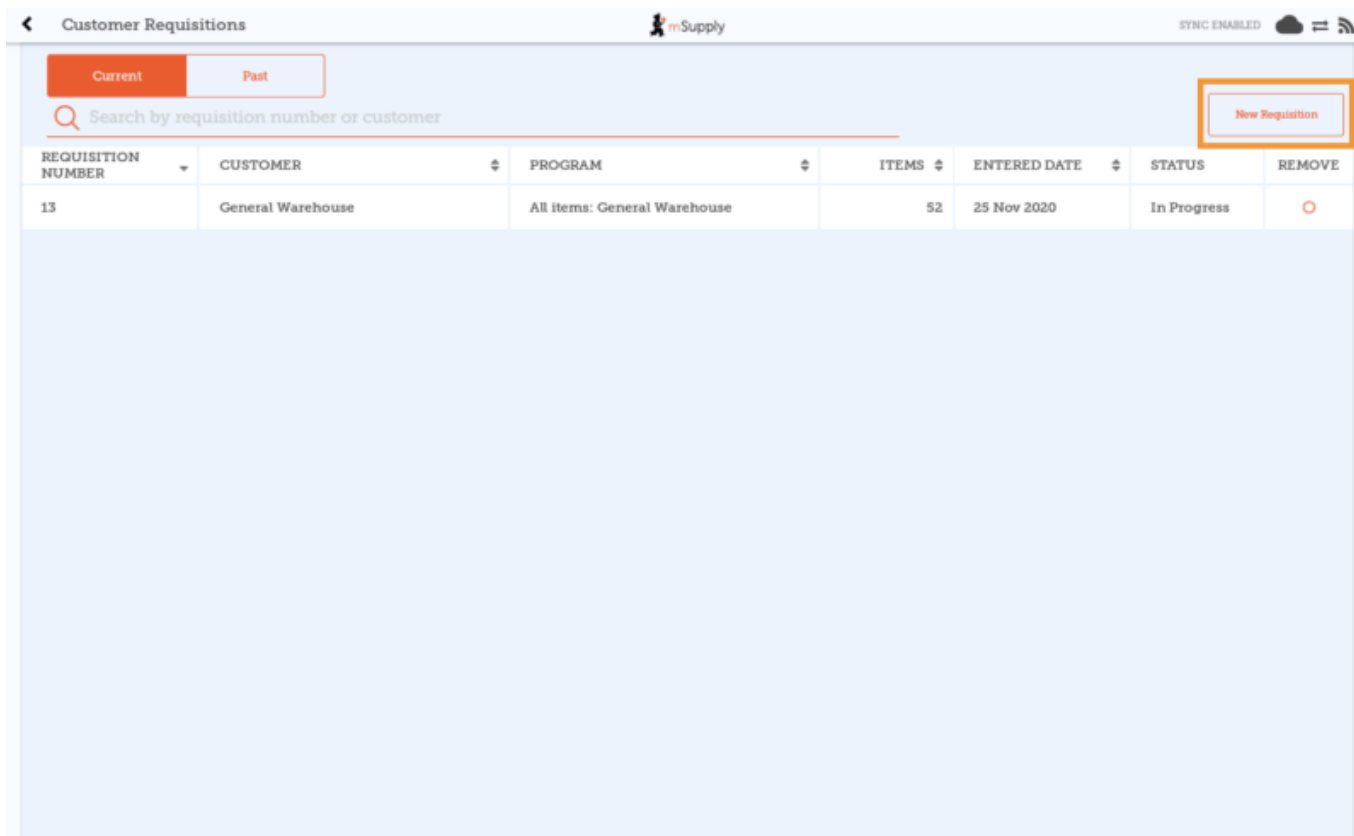 Customer Requisitions
mSupply
SYNC ENABLED
Current
Past
Search by requisition number or customer
New Requisition
REQUISITION NUMBER
CUSTOMER
PROGRAM
ITEMS
ENTERED DATE
STATUS
REMOVE
13
General Warehouse
All items: General Warehouse
52
25 Nov 2020
In Progress